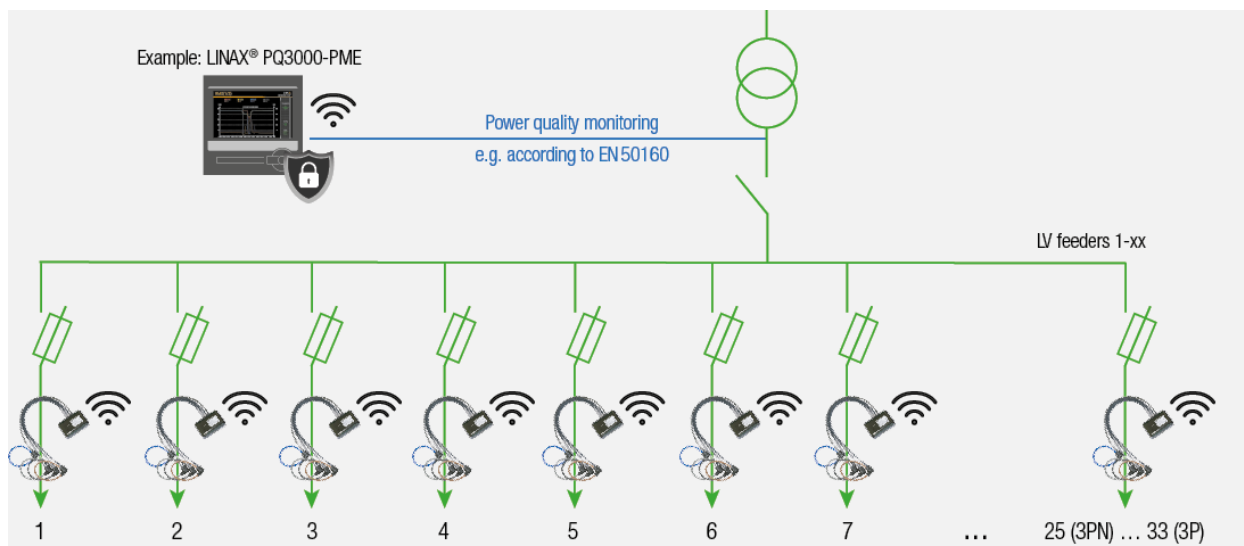 Example: LINAX® PQ3000-PME
Power quality monitoring
e.g. according to EN 50160
LV feeders 1-xx
1 2 3 4 5 6 7 ... 25 (3PN) ... 33 (3P)